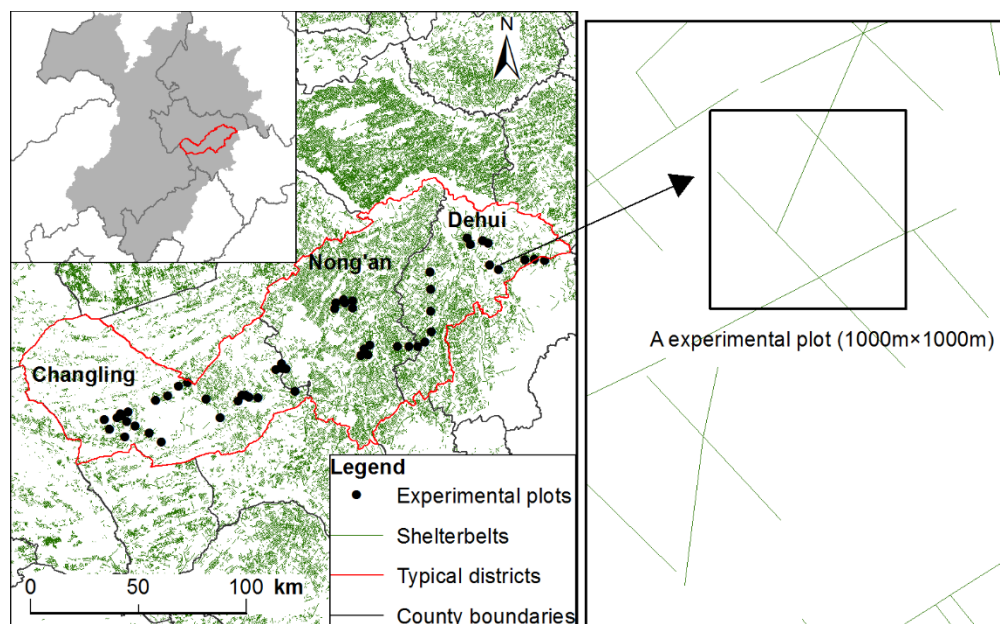 N
Dehui
Nong'an
Changling
A experimental plot (1000m×1000m)
Legend
Experimental plots
Shelterbelts
Typical districts
County boundaries
0 50 100 km